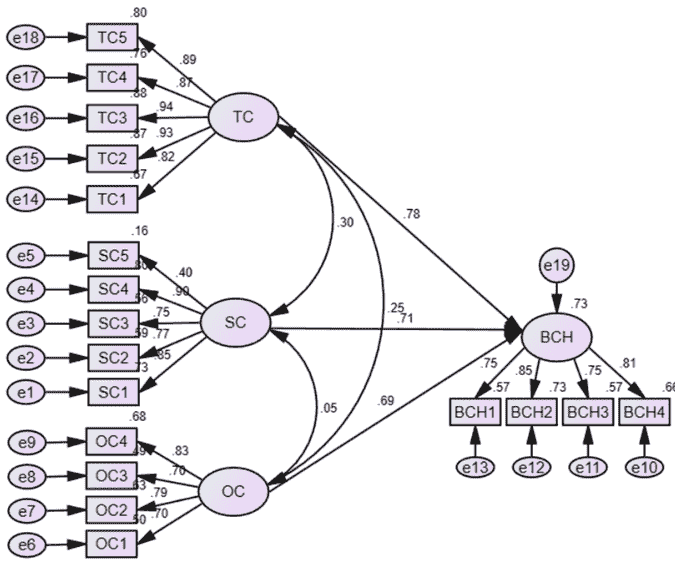 .80
e18 TC5
.76 .89
e17 TC4 .87
.88
e16 TC3 .94
.87 .93
e15 TC2 .82
.67
e14 TC1
TC
.78
.30
.16
e5 SC5
.40
e4 SC4 .90
.56
e3 SC3 .75
.59 .77
e2 SC2 .85
.73
e1 SC1
SC
.25
.71
e19
.73
BCH
.75 .85 .75 .81
.57 .73 .57 .66
BCH1 BCH2 BCH3 BCH4
e13 e12 e11 e10
.05
.69
.68
e9 OC4
.83
.49
e8 OC3 .70
.63
e7 OC2 .79
.50 .70
e6 OC1
OC